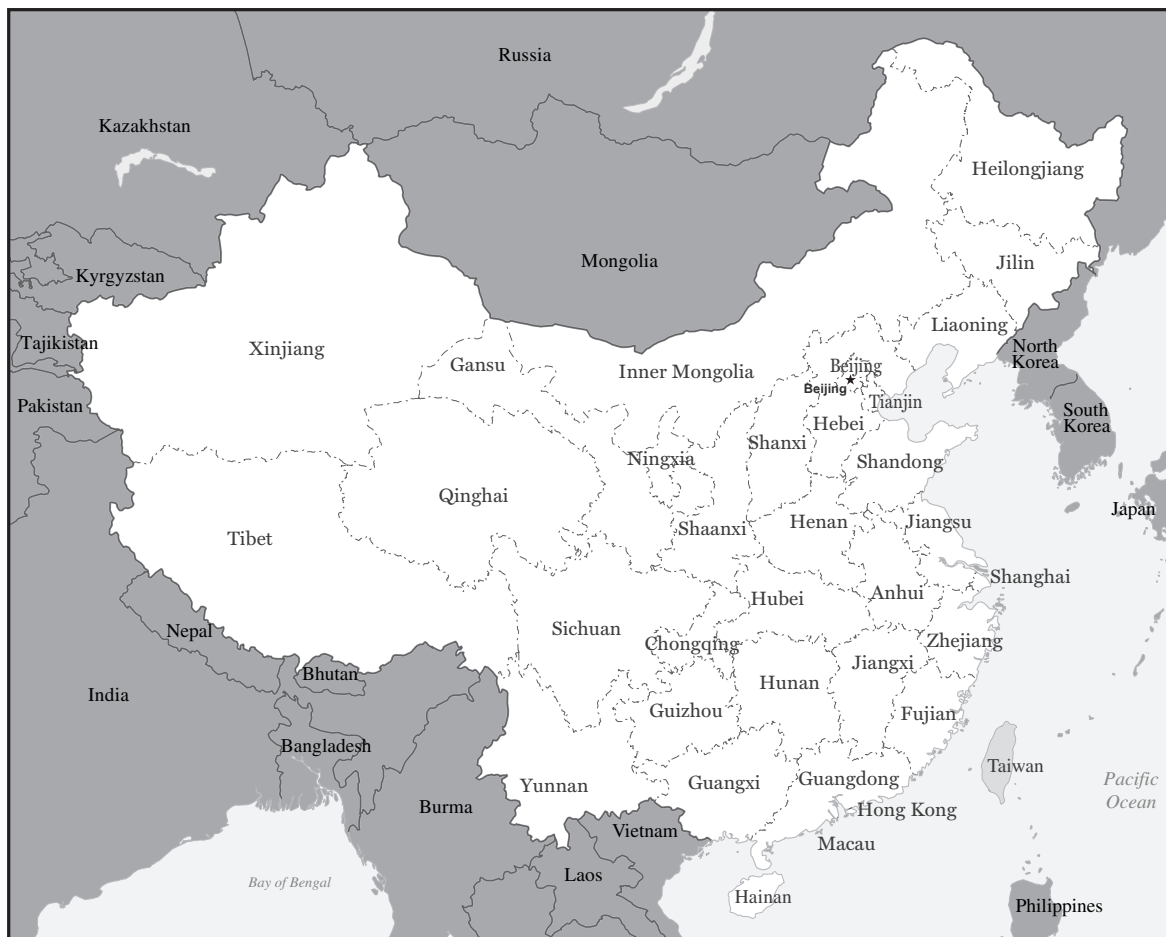 Russia
Kazakhstan
Heilongjiang
Mongolia
Jilin
Kyrgyzstan
Liaoning
Tajikistan
Xinjiang
North
Korea
Gansu
Inner Mongolia
Beijing
Beijing
Tianjin
Pakistan
South
Korea
Hebei
Shanxi
Ningxia
Shandong
Qinghai
Japan
Shaanxi
Henan
Jiangsu
Tibet
Shanghai
Anhui
Hubei
Sichuan
Nepal
Chongqing
Zhejiang
Jiangxi
Bhutan
Hunan
India
Guizhou
Fujian
Bangladesh
Taiwan
Pacific
Ocean
Yunnan
Guangxi
Guangdong
Burma
Hong Kong
Vietnam
Macau
Laos
Bay of Bengal
Hainan
Philippines